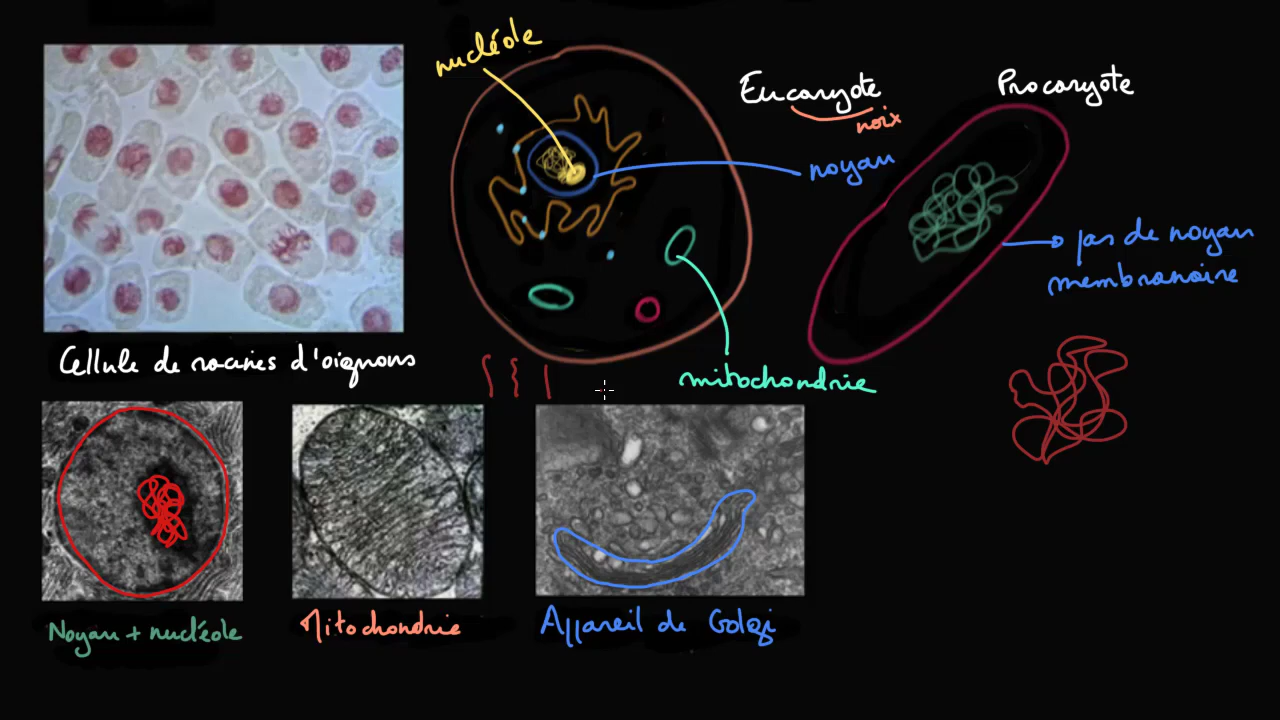 nucléole
Eucaryote
noix
Procaryote
noyau
pas de noyau
membranaire
mitochondrie
Cellule de racines d'oignons
Noyau + nucléole
Mitochondrie
Appareil de Golgi